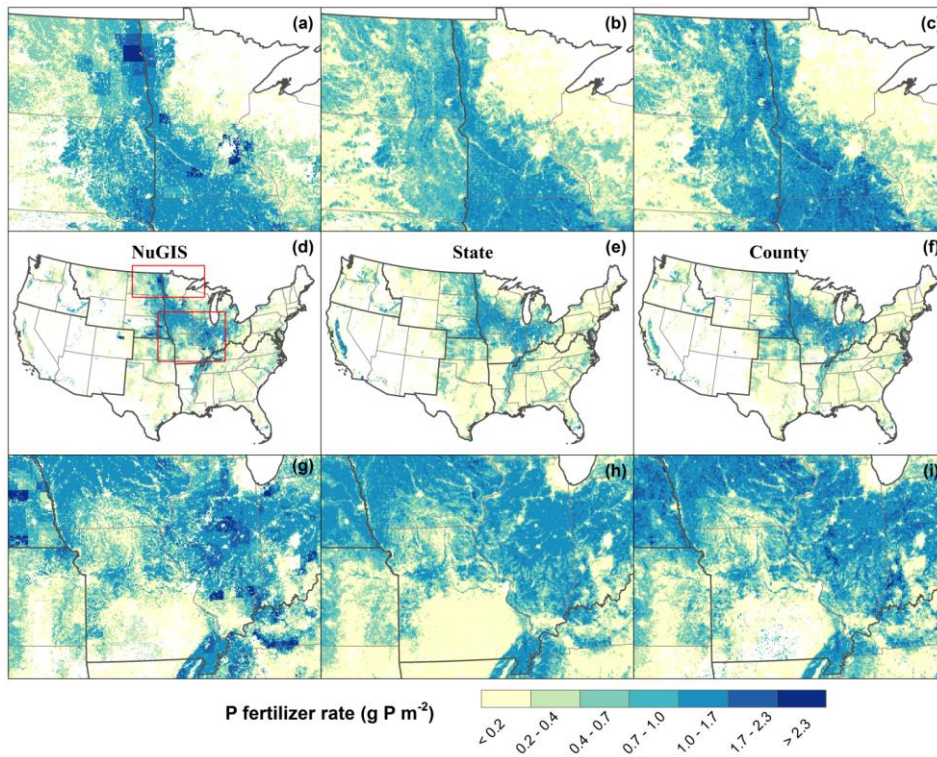 (a)
(b)
(c)
NuGIS
(d)
State
(e)
County
(f)
(g)
(h)
(i)
P fertilizer rate (g P m⁻²)
< 0.2
0.2 - 0.4
0.4 - 0.7
0.7 - 1.0
1.0 - 1.7
1.7 - 2.3
> 2.3